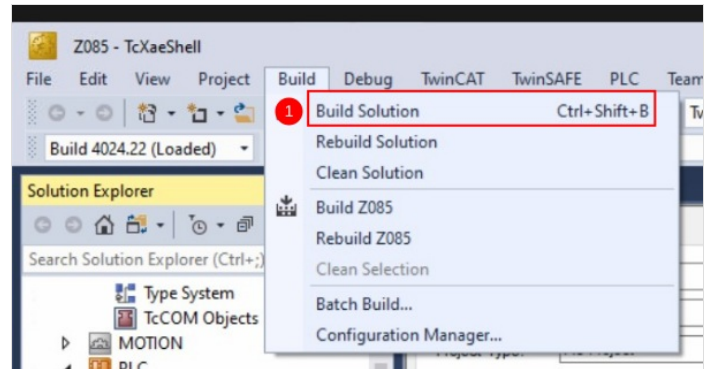 Z085 - TcXaeShell
File Edit View Project Build Debug TwinCAT TwinSAFE PLC Team
1 Build Solution Ctrl+Shift+B
Rebuild Solution
Build 4024.22 (Loaded)
Clean Solution
Solution Explorer
Build Z085
Rebuild Z085
Search Solution Explorer (Ctrl+;)
Clean Selection
Type System
Batch Build...
TcCOM Objects
Configuration Manager...
MOTION
PLC